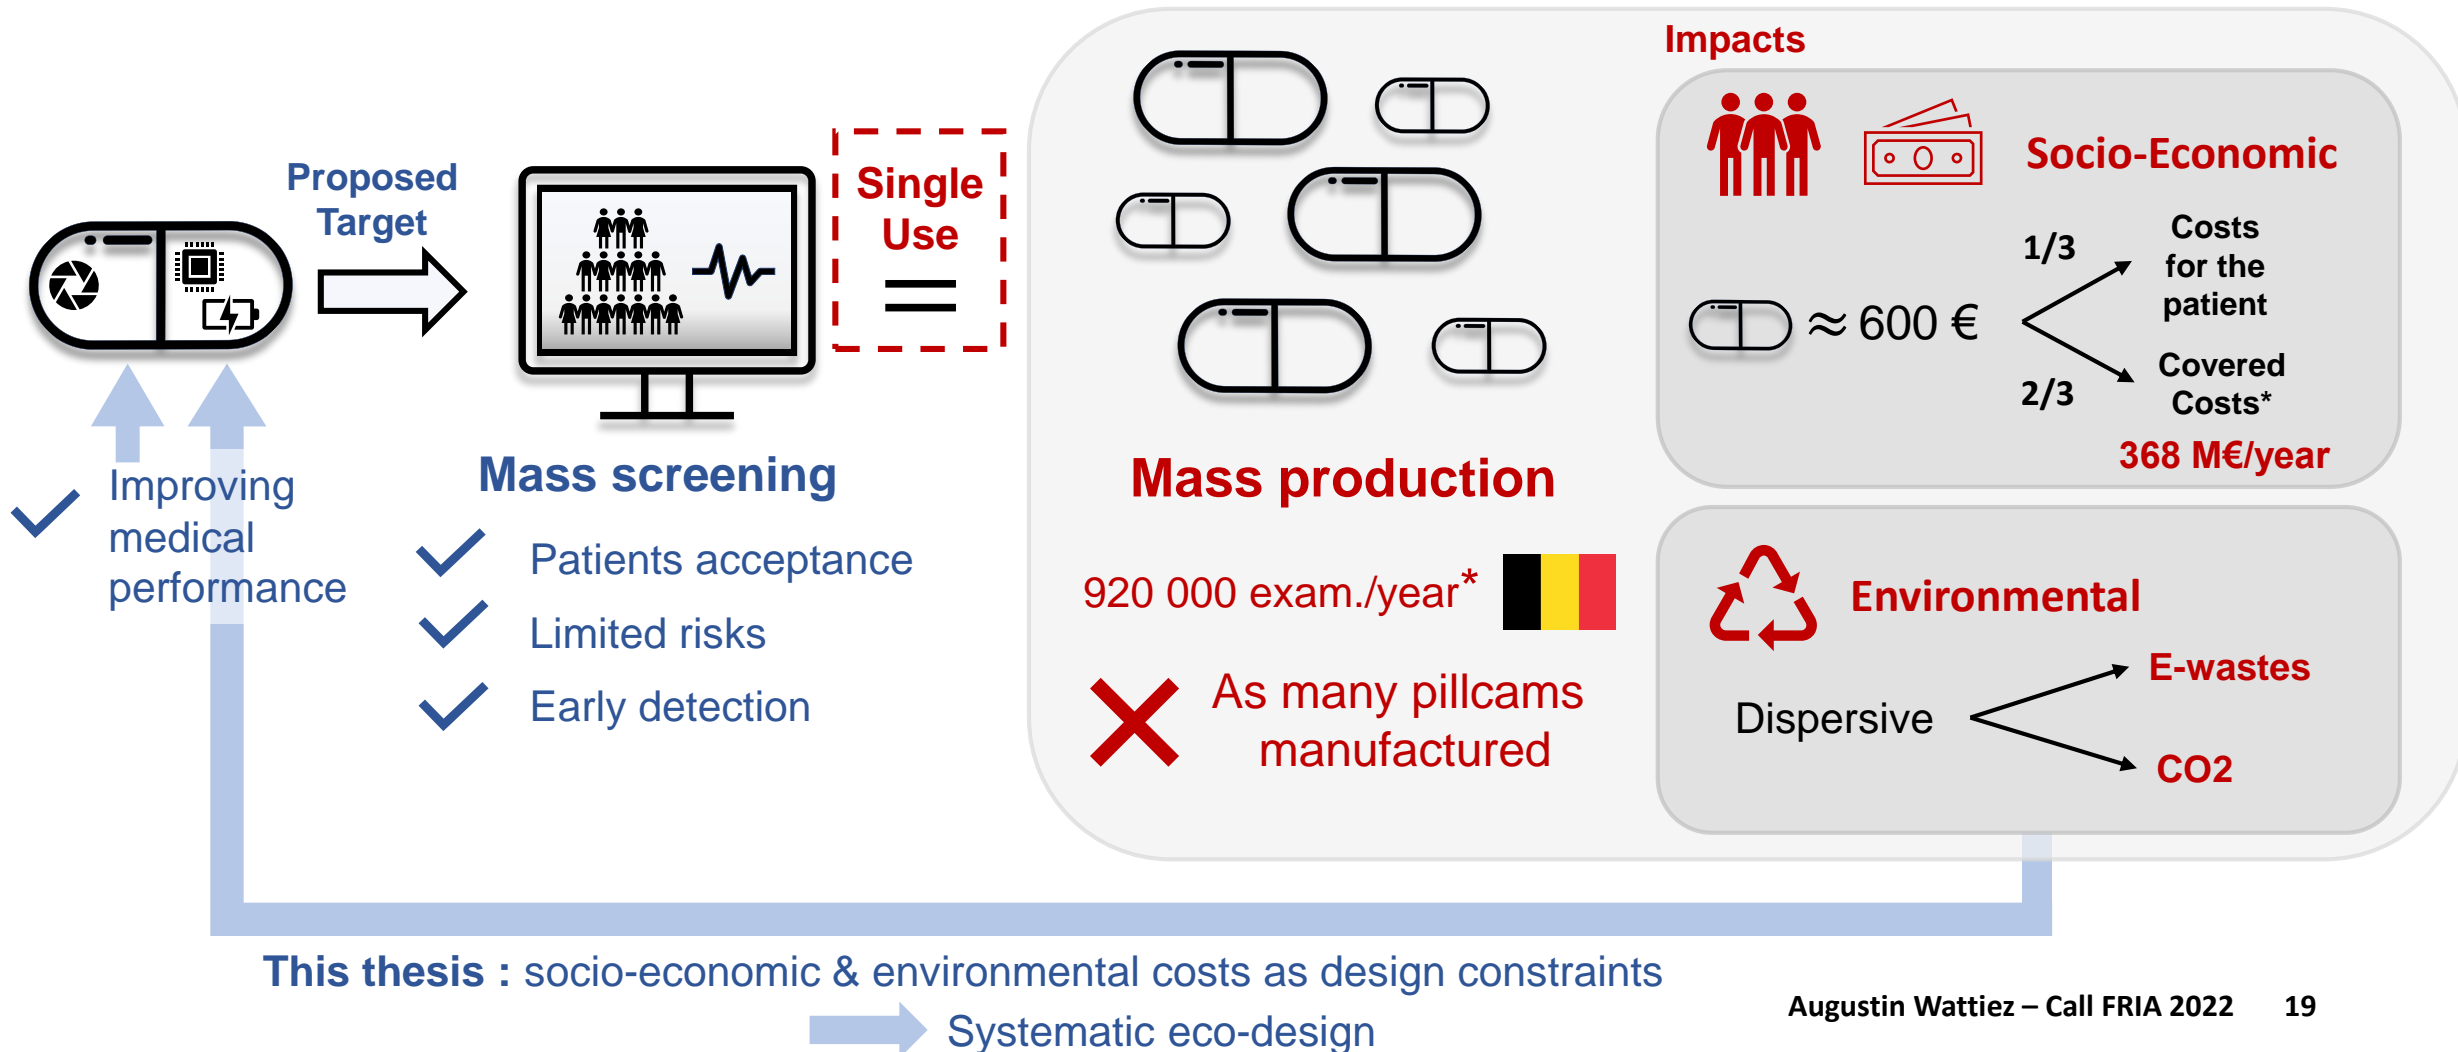 Proposed
Target
Improving
medical
performance
Mass screening
Patients acceptance
Limited risks
Early detection
Single
Use
Mass production
920 000 exam./year*
As many pillcams
manufactured
Impacts
Socio-Economic
≈ 600 €
1/3
Costs
for the
patient
2/3
Covered
Costs*
368 M€/year
Environmental
Dispersive
E-wastes
CO2
This thesis : socio-economic & environmental costs as design constraints
Systematic eco-design
Augustin Wattiez – Call FRIA 2022 19